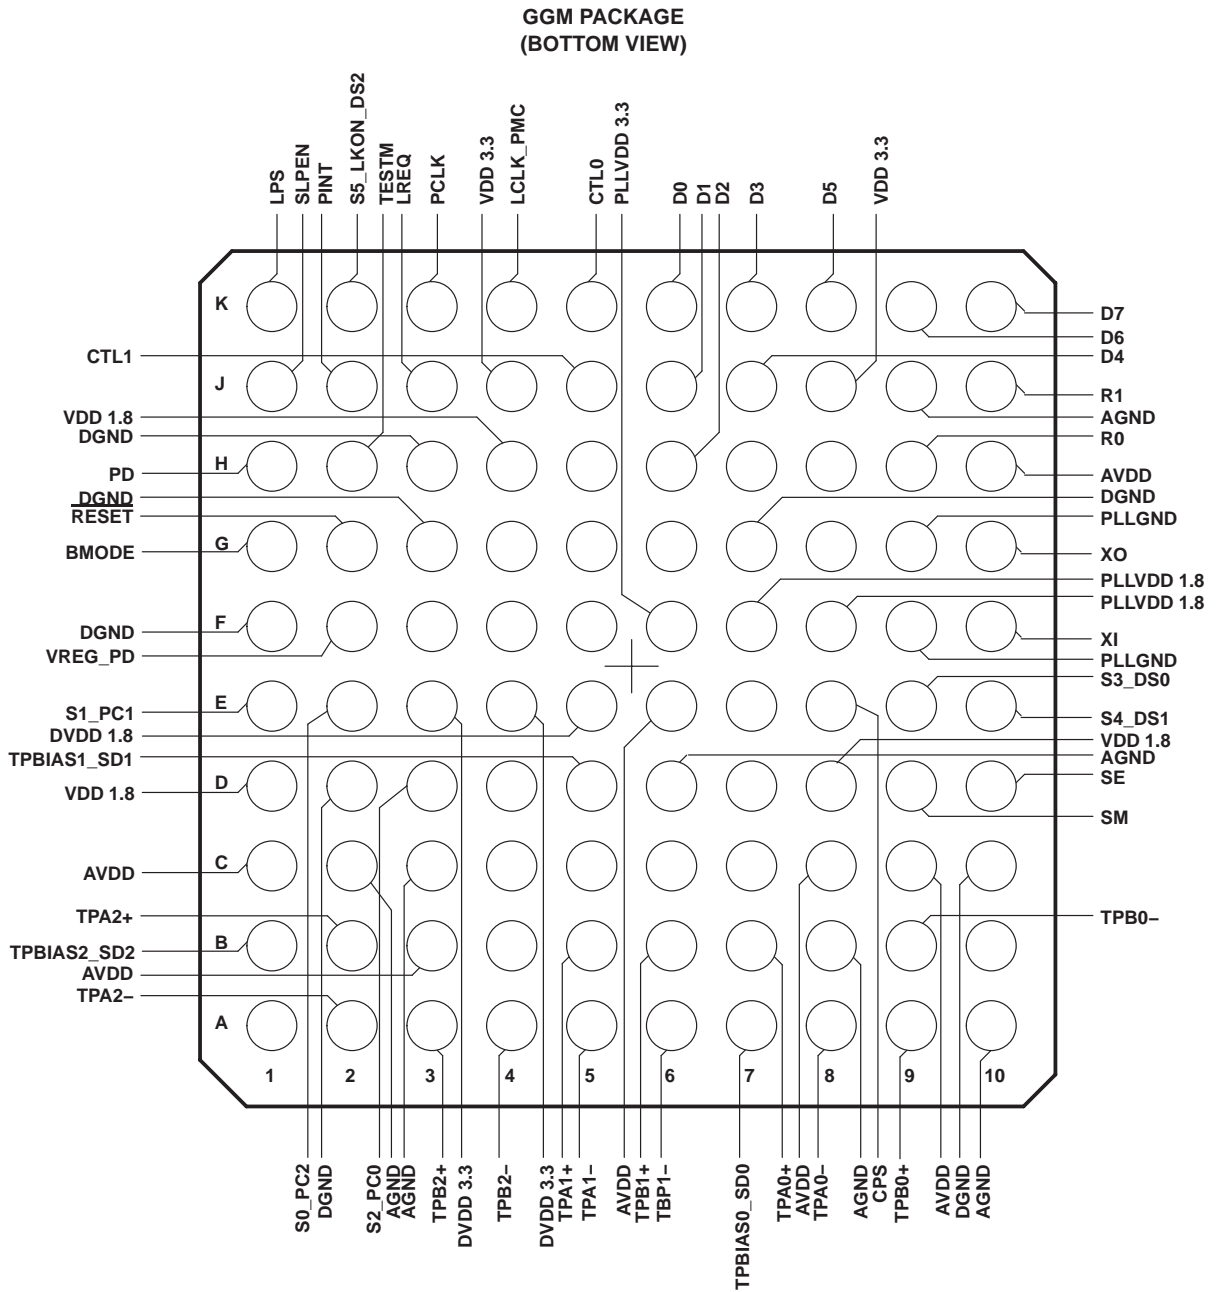 GGM PACKAGE
(BOTTOM VIEW)
LPS
SLPEN
PINT
S5_LKON_DS2
TESTM
LREQ
PCLK
VDD 3.3
LCLK_PMC
CTL0
PLLVDD 3.3
D0
D1
D2
D3
D5
VDD 3.3
CTL1
VDD 1.8
DGND
PD
DGND
RESET
BMODE
DGND
VREG_PD
S1_PC1
DVDD 1.8
TPBIAS1_SD1
VDD 1.8
AVDD
TPA2+
TPBIAS2_SD2
AVDD
TPA2–
K
J
H
G
F
E
D
C
B
A
1 2 3 4 5 6 7 8 9 10
D7
D6
D4
R1
AGND
R0
AVDD
DGND
PLLGND
XO
PLLVDD 1.8
PLLVDD 1.8
XI
PLLGND
S3_DS0
S4_DS1
VDD 1.8
AGND
SE
SM
TPB0–
S0_PC2
DGND
S2_PC0
AGND
AGND
TPB2+
DVDD 3.3
TPB2–
DVDD 3.3
TPA1+
TPA1–
AVDD
TPB1+
TBP1–
TPBIAS0_SD0
TPA0+
AVDD
TPA0–
AGND
CPS
TPB0+
AVDD
DGND
AGND